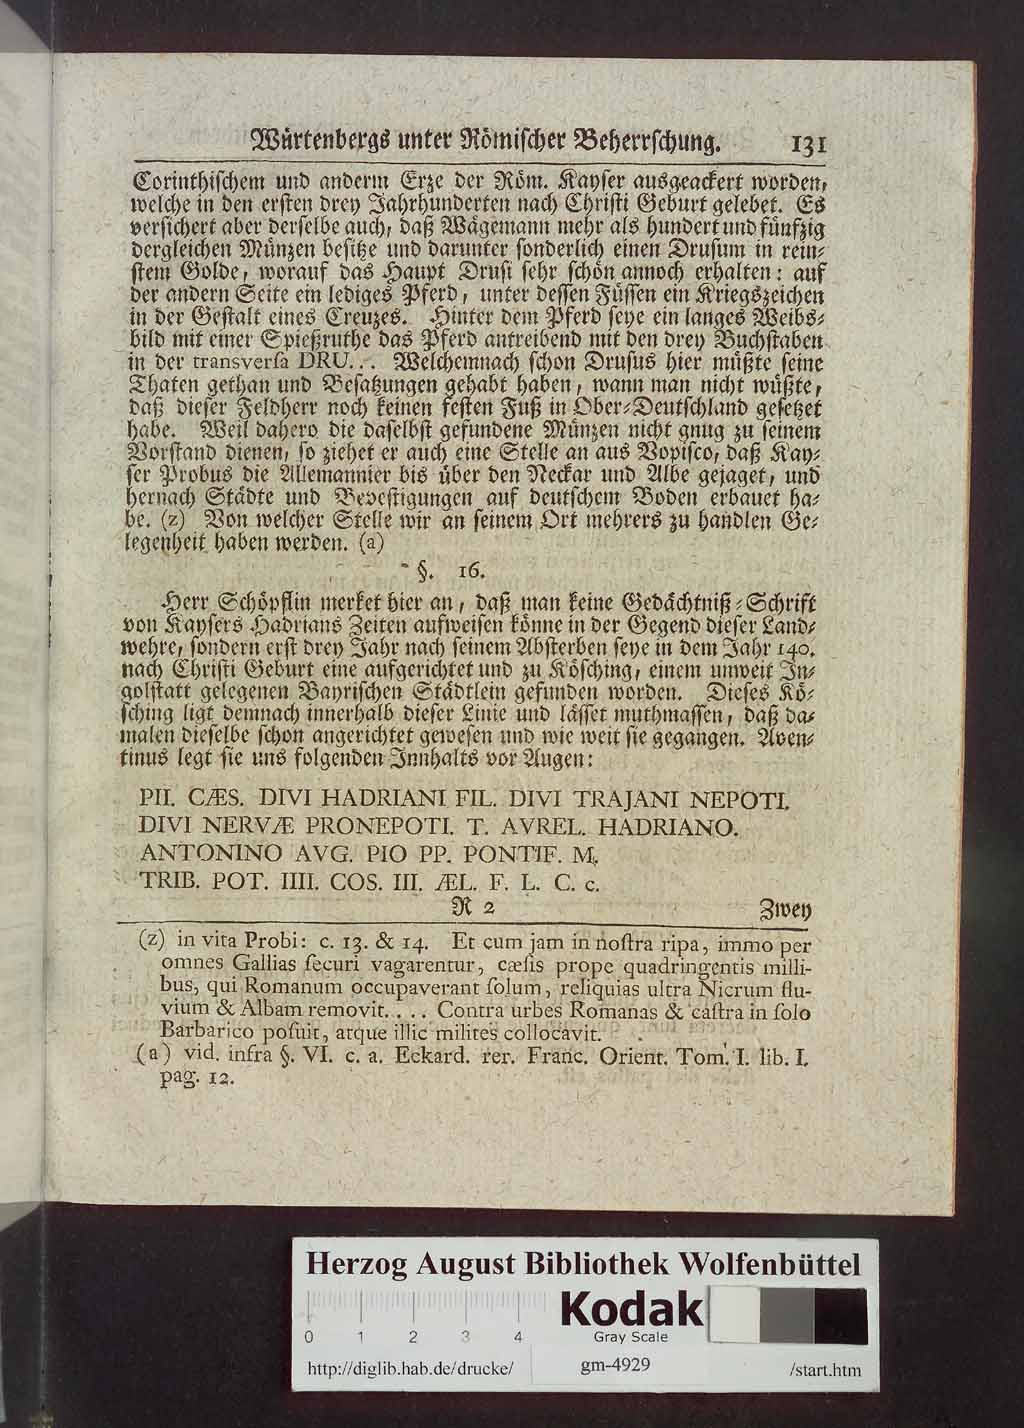 Würtenbergs unter Römischer Beherrschung. 131
Corinthischem und anderm Erze der Röm. Kayser ausgeackert worden,
welche in den ersten drey Jahrhunderten nach Christi Geburt gelebet. Es
versichert aber derselbe auch, daß Wägemann mehr als hundert und fünfzig
dergleichen Münzen besitze und darunter sonderlich einen Drusum in rein-
stem Golde, worauf das Haupt Drusi sehr schön annoch erhalten: auf
der andern Seite ein lediges Pferd, unter dessen Füssen ein Kriegszeichen
in der Gestalt eines Creuzes. Hinter dem Pferd seye ein langes Weibs-
bild mit einer Spießruthe das Pferd antreibend mit den drey Buchstaben
in der transversa DRU... Welchemnach schon Drusus hier müßte seine
Thaten gethan und Besatzungen gehabt haben, wann man nicht wüßte,
daß dieser Feldherr noch keinen festen Fuß in Ober-Deutschland gesetzet
habe. Weil dahero die daselbst gefundene Münzen nicht gnug zu seinem
Vorstand dienen, so ziehet er auch eine Stelle an aus Vopisco, daß Kay-
ser Probus die Allemannier bis über den Neckar und Albe gejaget, und
hernach Städte und Bevestigungen auf deutschem Boden erbauet ha-
be. (z) Von welcher Stelle wir an seinem Ort mehrers zu handlen Ge-
legenheit haben werden. (a)
§. 16.
Herr Schöpflin merket hier an, daß man keine Gedächtniß-Schrift
von Kaysers Hadrians Zeiten aufweisen könne in der Gegend dieser Land-
wehre, sondern erst drey Jahr nach seinem Absterben seye in dem Jahr 140.
nach Christi Geburt eine aufgerichtet und zu Kösching, einem unweit In-
golstatt gelegenen Bayrischen Städtlein gefunden worden. Dieses Kö-
sching ligt demnach innerhalb dieser Linie und lässet muthmassen, daß da-
malen dieselbe schon angerichtet gewesen und wie weit sie gegangen. Aven-
tinus legt sie uns folgenden Innhalts vor Augen:
PII. CÆS. DIVI HADRIANI FIL. DIVI TRAJANI NEPOTI.
DIVI NERVÆ PRONEPOTI. T. AVREL. HADRIANO.
ANTONINO AVG. PIO PP. PONTIF. M.
TRIB. POT. IIII. COS. III. ÆL. F. L. C. c.
R 2 Zwey
(z) in vita Probi: c. 13. & 14. Et cum jam in nostra ripa, immo per
omnes Gallias securi vagarentur, cæsis prope quadringentis milli-
bus, qui Romanum occupaverant solum, reliquias ultra Nicrum flu-
vium & Albam removit.... Contra urbes Romanas & castra in solo
Barbarico posuit, atque illic milites collocavit.
(a) vid. infra §. VI. c. a. Eckard. rer. Franc. Orient. Tom. I. lib. I.
pag. 12.
Herzog August Bibliothek Wolfenbüttel
0 1 2 3 4
Kodak
Gray Scale
http://diglib.hab.de/drucke/ gm-4929 /start.htm